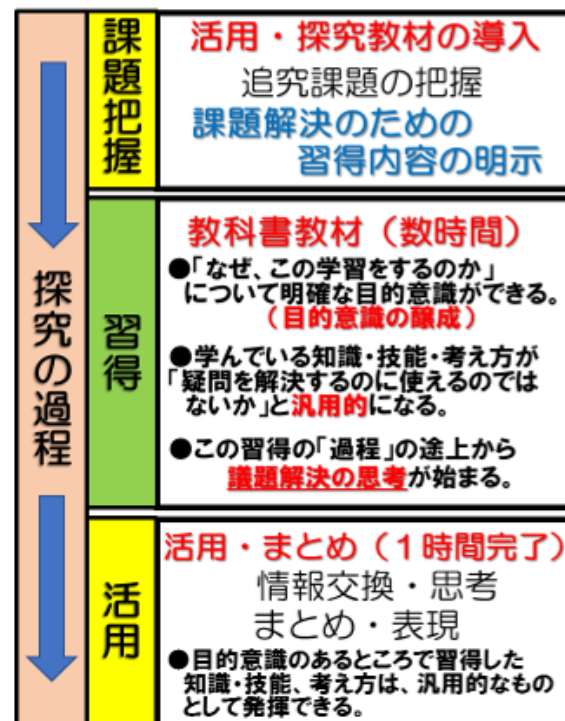 探究の過程
課題把握
活用・探究教材の導入
追究課題の把握
課題解決のための
習得内容の明示
習得
教科書教材（数時間）
●「なぜ、この学習をするのか」
について明確な目的意識ができる。
（目的意識の醸成）
●学んでいる知識・技能・考え方が
「疑問を解決するのに使えるのでは
ないか」と汎用的になる。
●この習得の「過程」の途上から
議題解決の思考が始まる。
活用
活用・まとめ（１時間完了）
情報交換・思考
まとめ・表現
●目的意識のあるところで習得した
知識・技能、考え方は、汎用的なもの
として発揮できる。